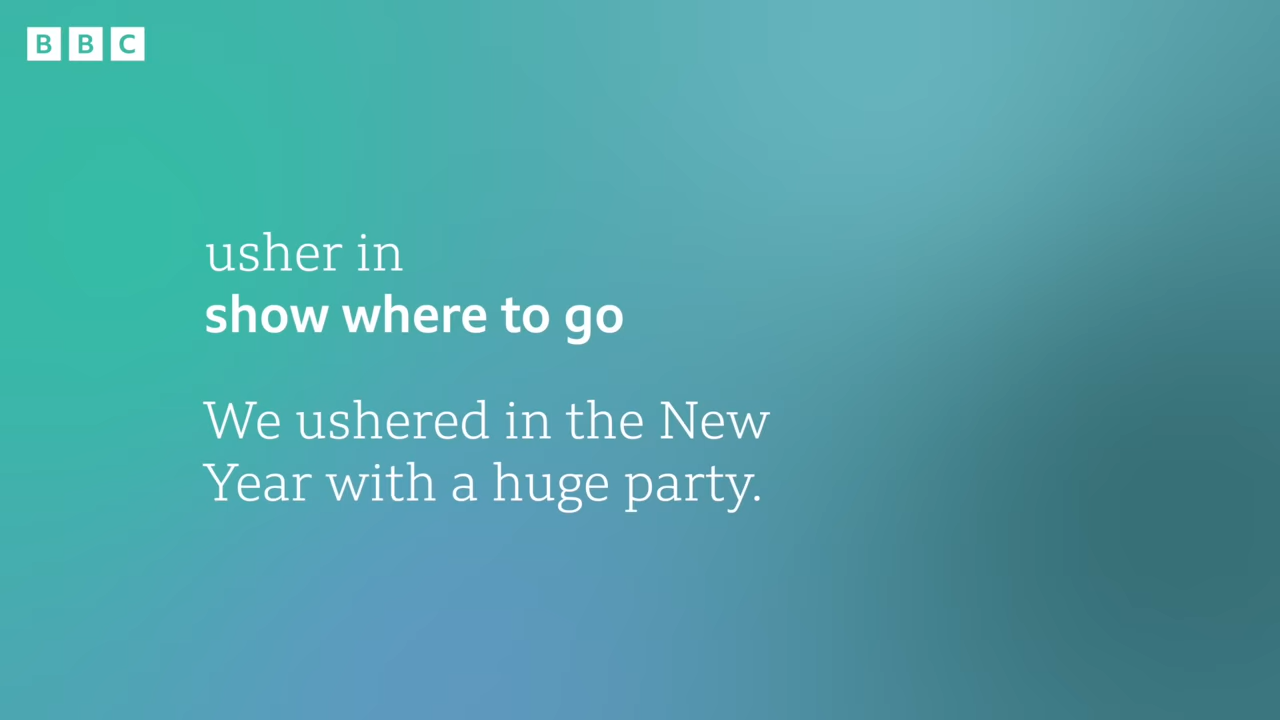 BBC
usher in
show where to go
We ushered in the New
Year with a huge party.